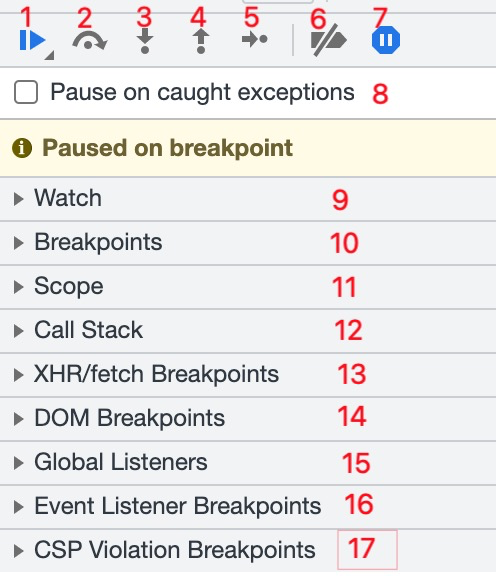 1 2 3 4 5 6 7
Pause on caught exceptions 8
Paused on breakpoint
Watch 9
Breakpoints 10
Scope 11
Call Stack 12
XHR/fetch Breakpoints 13
DOM Breakpoints 14
Global Listeners 15
Event Listener Breakpoints 16
CSP Violation Breakpoints 17